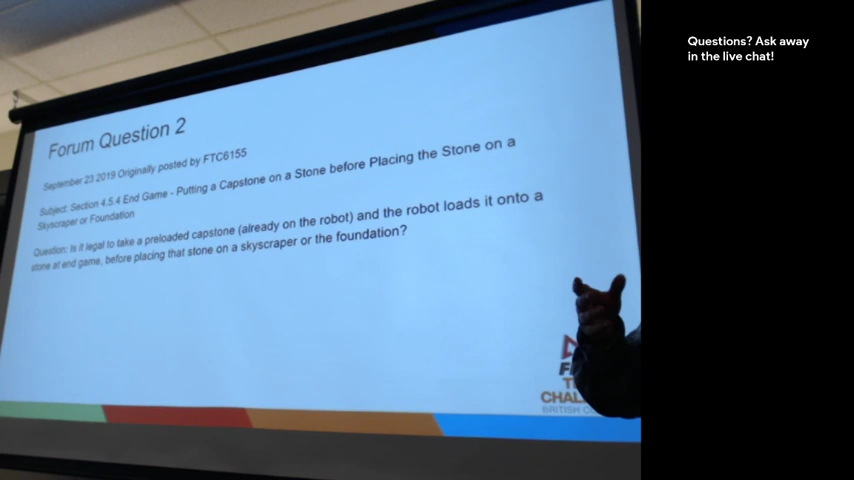 Forum Question 2
September 23 2019 Originally posted by FTC6155
Subject: Section 4.5.4 End Game - Putting a Capstone on a Stone before Placing the Stone on a
Skyscraper or Foundation
Question: Is it legal to take a preloaded capstone (already on the robot) and the robot loads it onto a
stone at end game, before placing that stone on a skyscraper or the foundation?
Questions? Ask away
in the live chat!